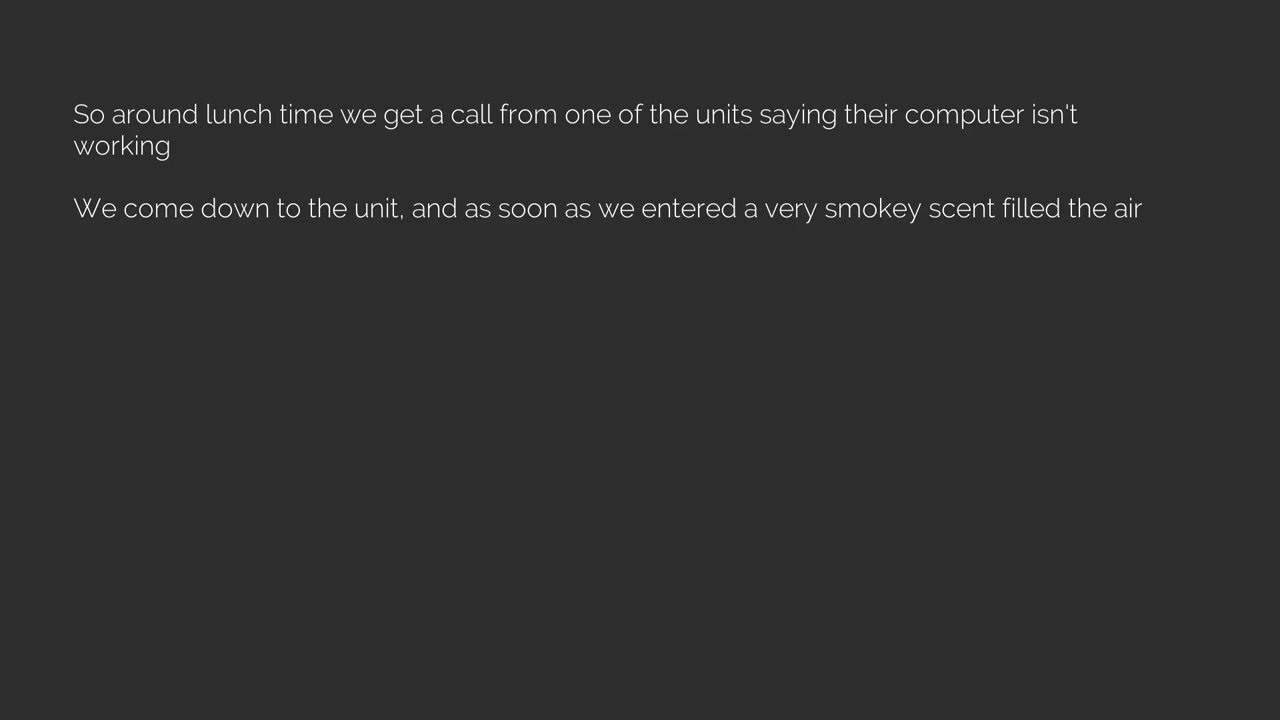 So around lunch time we get a call from one of the units saying their computer isn't
working
We come down to the unit, and as soon as we entered a very smokey scent filled the air